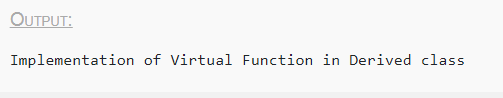 OUTPUT:
Implementation of Virtual Function in Derived class